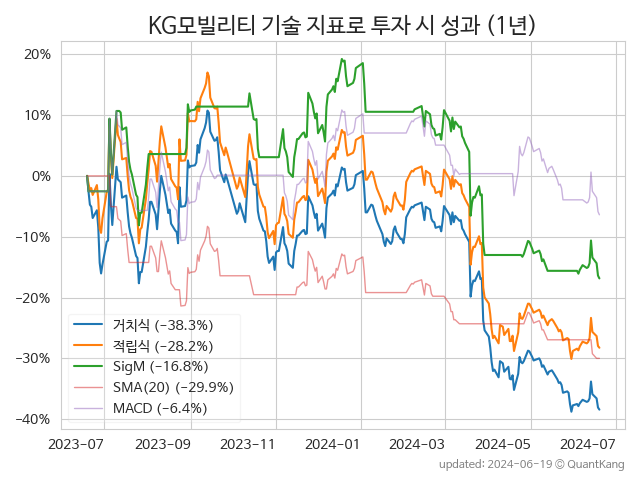 KG모빌리티 기술 지표로 투자 시 성과 (1년)
20%
10%
0%
−10%
−20%
−30%
−40%
거치식 (−38.3%)
적립식 (−28.2%)
SigM (−16.8%)
SMA(20) (−29.9%)
MACD (−6.4%)
2023−07
2023−09
2023−11
2024−01
2024−03
2024−05
2024−07
updated: 2024−06−19 ⓒ QuantKang